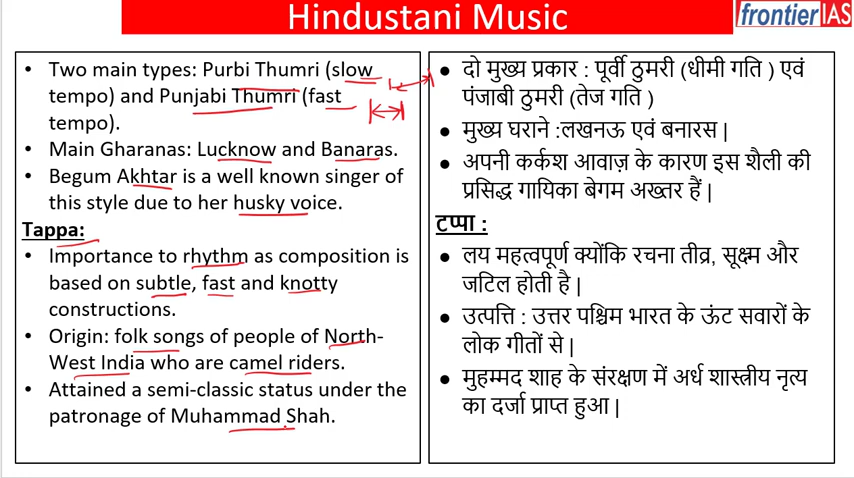 Hindustani Music
frontier IAS
• Two main types: Purbi Thumri (slow
tempo) and Punjabi Thumri (fast
tempo).
• Main Gharanas: Lucknow and Banaras.
• Begum Akhtar is a well known singer of
this style due to her husky voice.
Tappa:
• Importance to rhythm as composition is
based on subtle, fast and knotty
constructions.
• Origin: folk songs of people of North-
West India who are camel riders.
• Attained a semi-classic status under the
patronage of Muhammad Shah.
• दो मुख्य प्रकार : पूर्वी ठुमरी (धीमी गति ) एवं
पंजाबी ठुमरी (तेज गति )
• मुख्य घराने :लखनऊ एवं बनारस |
• अपनी कर्कश आवाज़ के कारण इस शैली की
प्रसिद्ध गायिका बेगम अख्तर हैं |
टप्पा :
• लय महत्वपूर्ण क्योंकि रचना तीव्र, सूक्ष्म और
जटिल होती है |
• उत्पत्ति : उत्तर पश्चिम भारत के ऊंट सवारों के
लोक गीतों से |
• मुहम्मद शाह के संरक्षण में अर्ध शास्त्रीय नृत्य
का दर्जा प्राप्त हुआ |